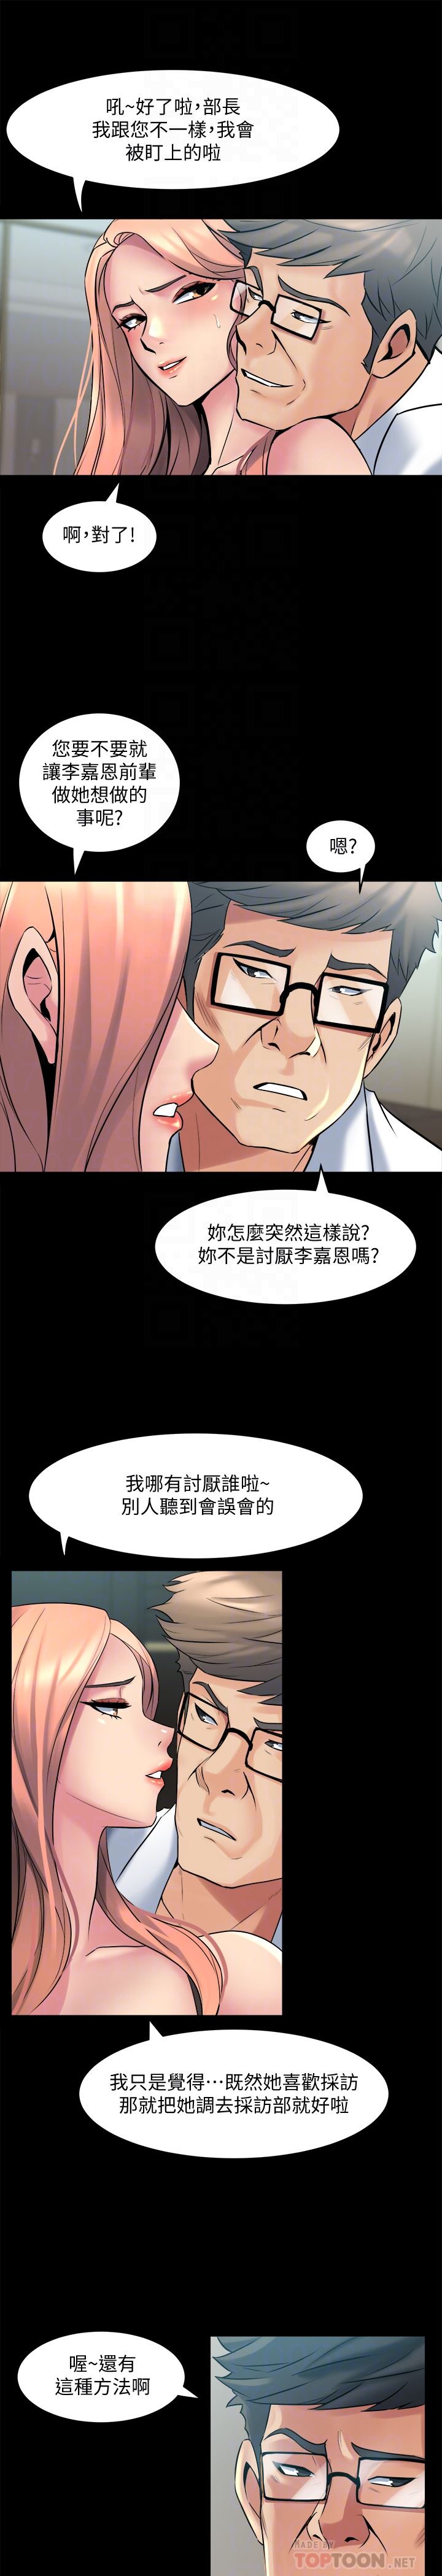 吼~好了啦,部長
我跟您不一樣,我會
被盯上的啦
啊,對了!
您要不要就
讓李嘉恩前輩
做她想做的
事呢?
嗯?
妳怎麼突然這樣說?
妳不是討厭李嘉恩嗎?
我哪有討厭誰啦~
別人聽到會誤會的
我只是覺得⋯既然她喜歡採訪
那就把她調去採訪部就好啦
喔~還有
這種方法啊
MADE BY
TOPTOON.NET